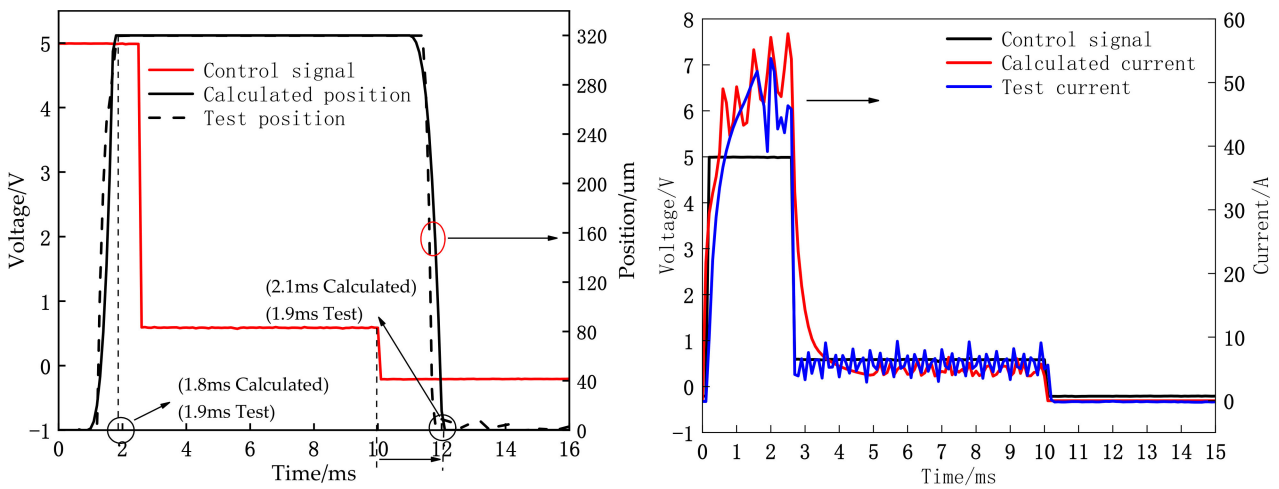 Control signal
Calculated position
Test position
(2.1ms Calculated)
(1.9ms Test)
(1.8ms Calculated)
(1.9ms Test)
5
4
3
2
1
0
−1
Voltage/V
320
280
240
200
160
120
80
40
0
Position/um
0 2 4 6 8 10 12 14 16
Time/ms
Control signal
Calculated current
Test current
8
7
6
5
4
3
2
1
0
−1
Voltage/V
60
50
40
30
20
10
0
Current/A
0 1 2 3 4 5 6 7 8 9 10 11 12 13 14 15
Time/ms